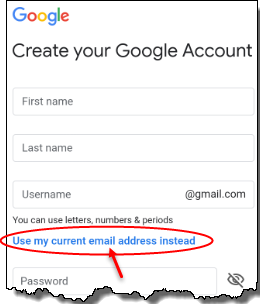 Google
Create your Google Account
First name
Last name
Username @gmail.com
You can use letters, numbers & periods
Use my current email address instead
Password